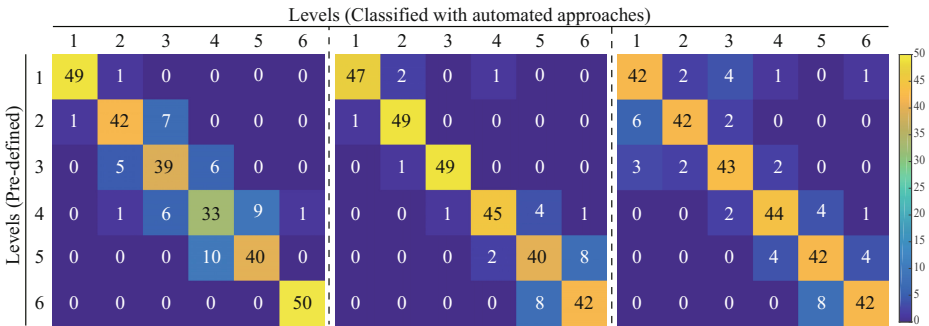 Levels (Classified with automated approaches)
1 2 3 4 5 6 1 2 3 4 5 6 1 2 3 4 5 6
Levels (Pre-defined)
1 49 1 0 0 0 0 47 2 0 1 0 0 42 2 4 1 0 1
2 1 42 7 0 0 0 1 49 0 0 0 0 6 42 2 0 0 0
3 0 5 39 6 0 0 0 1 49 0 0 0 3 2 43 2 0 0
4 0 1 6 33 9 1 0 0 1 45 4 1 0 0 2 44 4 1
5 0 0 0 10 40 0 0 0 0 2 40 8 0 0 0 4 42 4
6 0 0 0 0 0 50 0 0 0 0 8 42 0 0 0 0 8 42
50
45
40
35
30
25
20
15
10
5
0